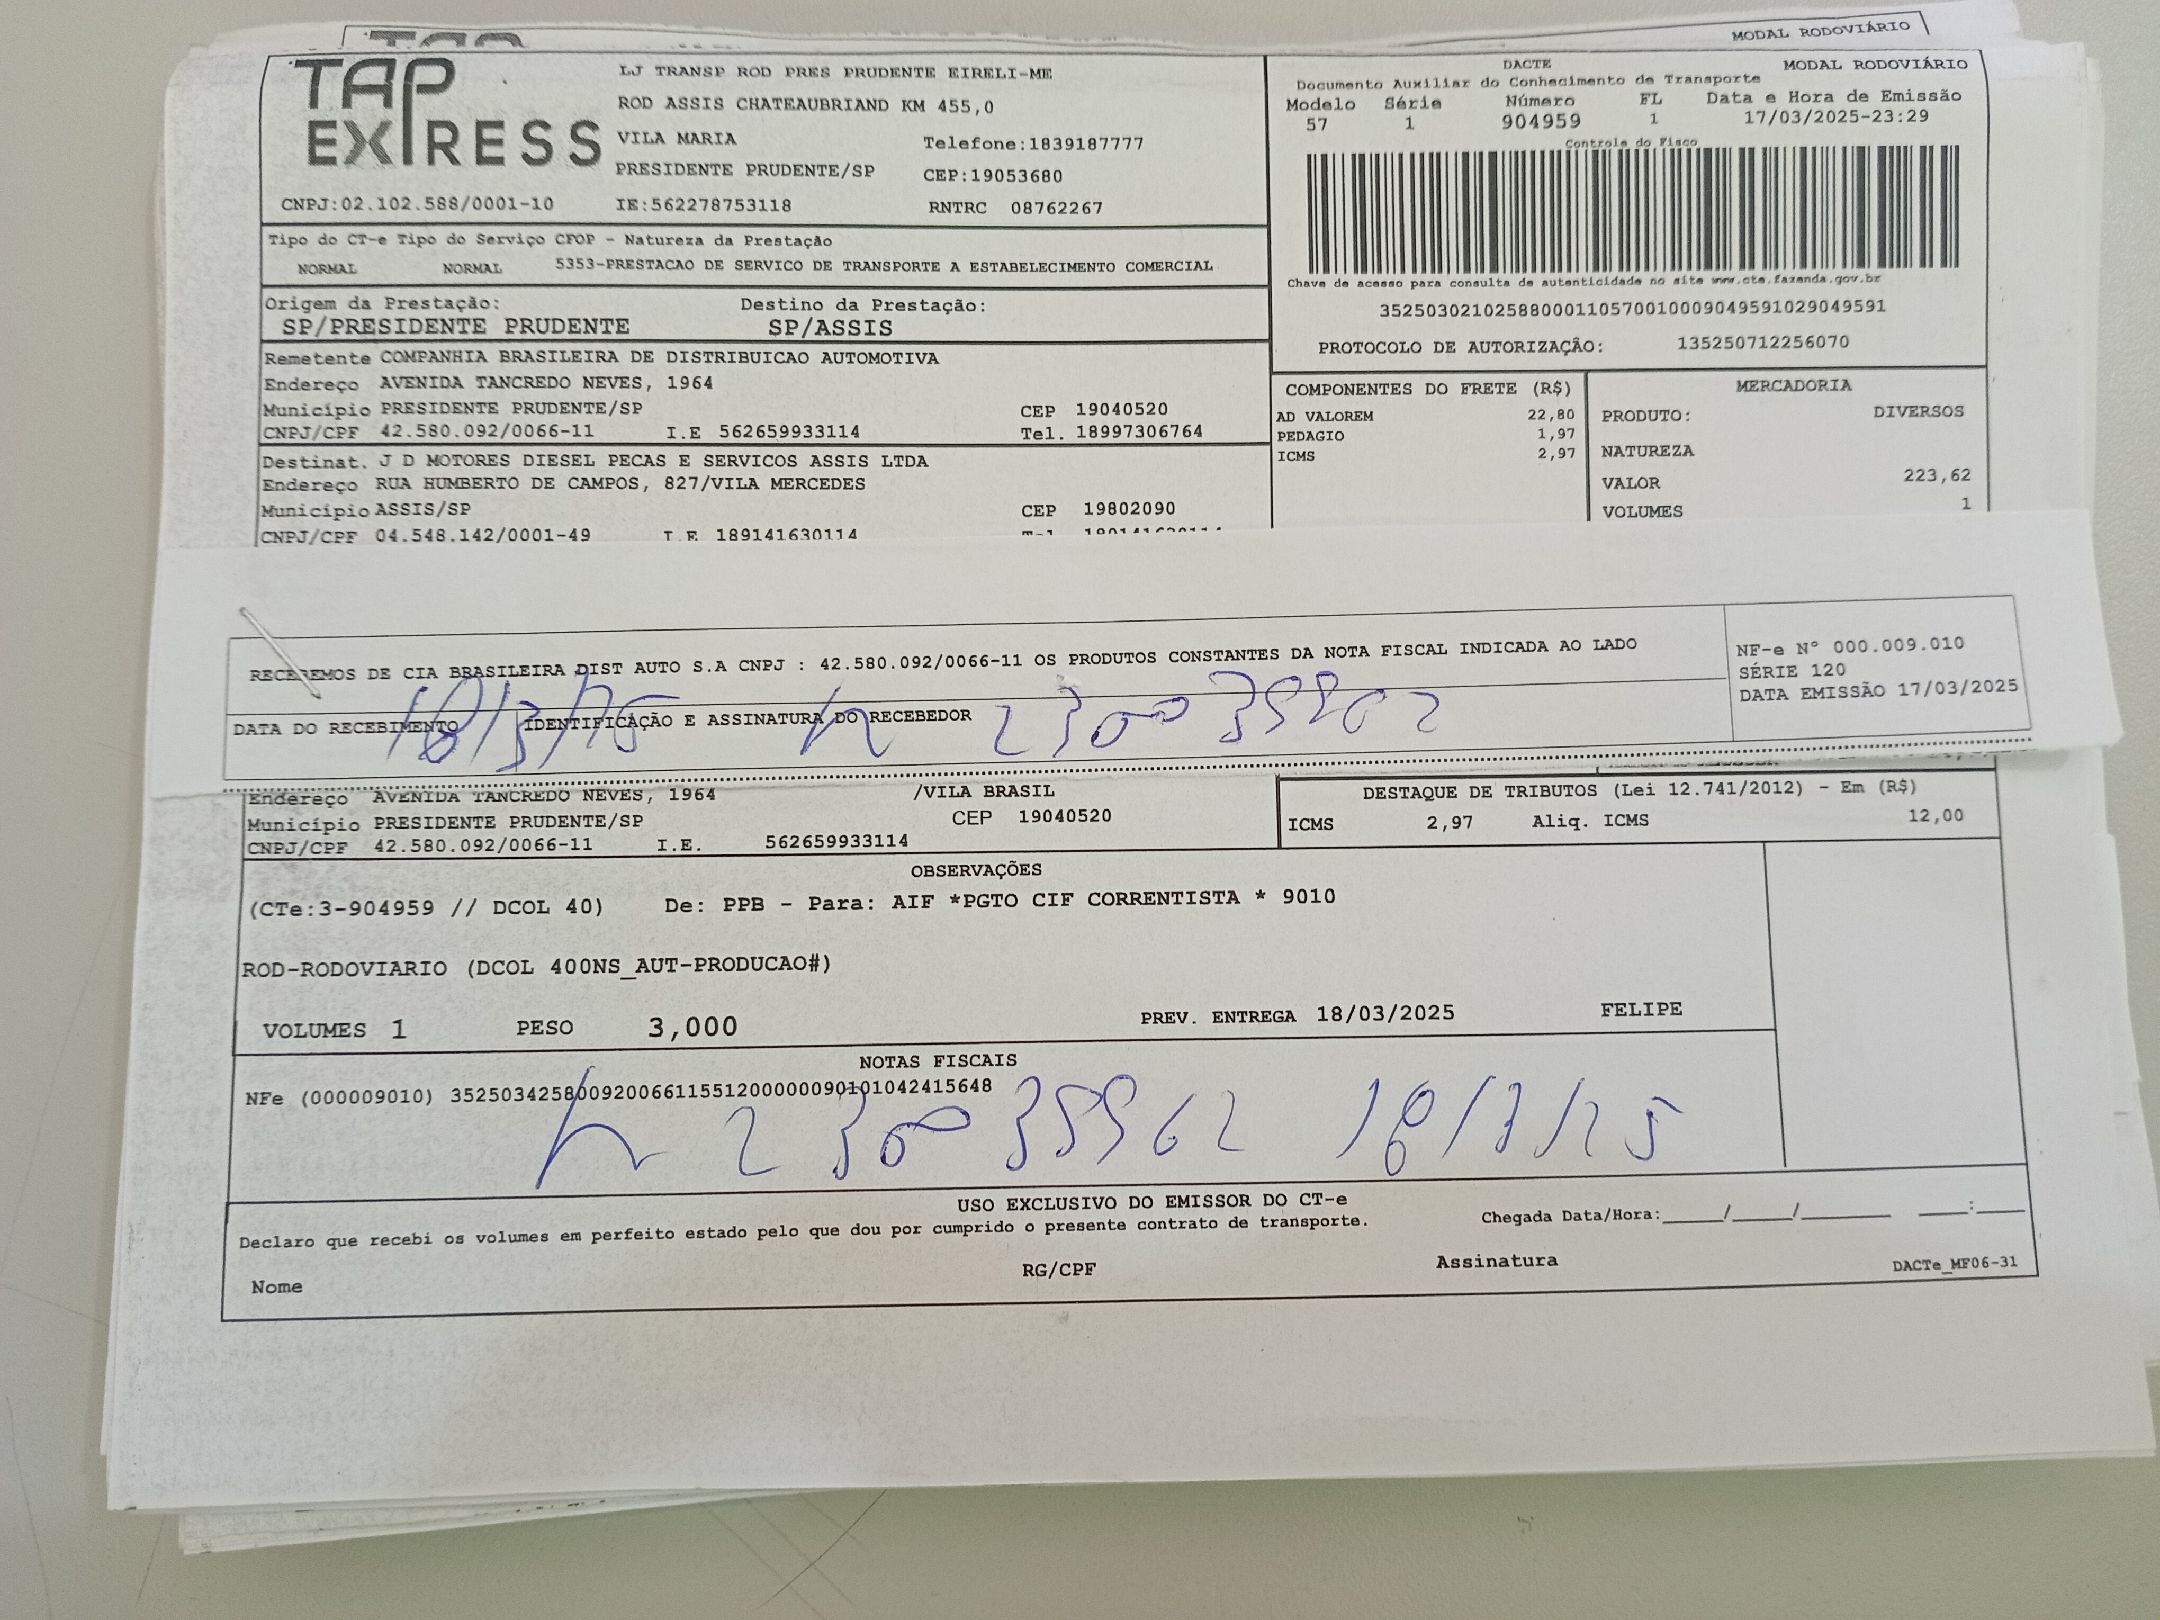 MODAL RODOVIÁRIO
TAP EXPRESS
LJ TRANSP ROD PRES PRUDENTE EIRELI-ME
ROD ASSIS CHATEAUBRIAND KM 455,0
VILA MARIA Telefone:1839187777
PRESIDENTE PRUDENTE/SP CEP:19053680
CNPJ:02.102.588/0001-10 IE:562278753118 RNTRC 08762267
DACTE MODAL RODOVIÁRIO
Documento Auxiliar do Conhecimento de Transporte
Modelo Série Número FL Data e Hora de Emissão
57 1 904959 1 17/03/2025-23:29
Controle do Fisco
Chave de acesso para consulta de autenticidade no site www.cte.fazenda.gov.br
35250302102588000110570010009049591029049591
PROTOCOLO DE AUTORIZAÇÃO: 135250712256070
Tipo do CT-e Tipo do Serviço CFOP - Natureza da Prestação
NORMAL NORMAL 5353-PRESTACAO DE SERVICO DE TRANSPORTE A ESTABELECIMENTO COMERCIAL
Origem da Prestação: Destino da Prestação:
SP/PRESIDENTE PRUDENTE SP/ASSIS
Remetente COMPANHIA BRASILEIRA DE DISTRIBUICAO AUTOMOTIVA
Endereço AVENIDA TANCREDO NEVES, 1964
Município PRESIDENTE PRUDENTE/SP CEP 19040520
CNPJ/CPF 42.580.092/0066-11 I.E 562659933114 Tel. 18997306764
Destinat. J D MOTORES DIESEL PECAS E SERVICOS ASSIS LTDA
Endereço RUA HUMBERTO DE CAMPOS, 827/VILA MERCEDES
Município ASSIS/SP CEP 19802090
CNPJ/CPF 04.548.142/0001-49 I.E 189141630114
COMPONENTES DO FRETE (R$)
AD VALOREM 22,80
PEDAGIO 1,97
ICMS 2,97
MERCADORIA
PRODUTO: DIVERSOS
NATUREZA
VALOR 223,62
VOLUMES 1
RECEBEMOS DE CIA BRASILEIRA DIST AUTO S.A CNPJ : 42.580.092/0066-11 OS PRODUTOS CONSTANTES DA NOTA FISCAL INDICADA AO LADO
DATA DO RECEBIMENTO IDENTIFICAÇÃO E ASSINATURA DO RECEBEDOR
18/3/25
NF-e Nº 000.009.010
SÉRIE 120
DATA EMISSÃO 17/03/2025
Endereço AVENIDA TANCREDO NEVES, 1964 /VILA BRASIL
Município PRESIDENTE PRUDENTE/SP CEP 19040520
CNPJ/CPF 42.580.092/0066-11 I.E. 562659933114
DESTAQUE DE TRIBUTOS (Lei 12.741/2012) - Em (R$)
ICMS 2,97 Aliq. ICMS 12,00
OBSERVAÇÕES
(CTe:3-904959 // DCOL 40) De: PPB - Para: AIF *PGTO CIF CORRENTISTA * 9010
ROD-RODOVIARIO (DCOL 400NS_AUT-PRODUCAO#)
VOLUMES 1 PESO 3,000 PREV. ENTREGA 18/03/2025 FELIPE
NOTAS FISCAIS
NFe (000009010) 35250342580092006611551200000090101042415648
18/3/25
USO EXCLUSIVO DO EMISSOR DO CT-e
Declaro que recebi os volumes em perfeito estado pelo que dou por cumprido o presente contrato de transporte. Chegada Data/Hora:_____/_____/_______ ____:____
Nome RG/CPF Assinatura DACTe_MF06-31